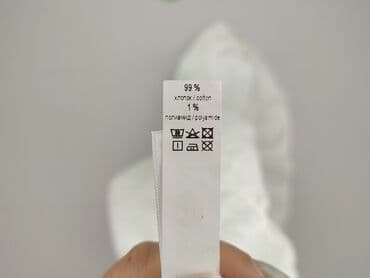 99 %
хлопок / cotton
1 %
полиамид / polyamide